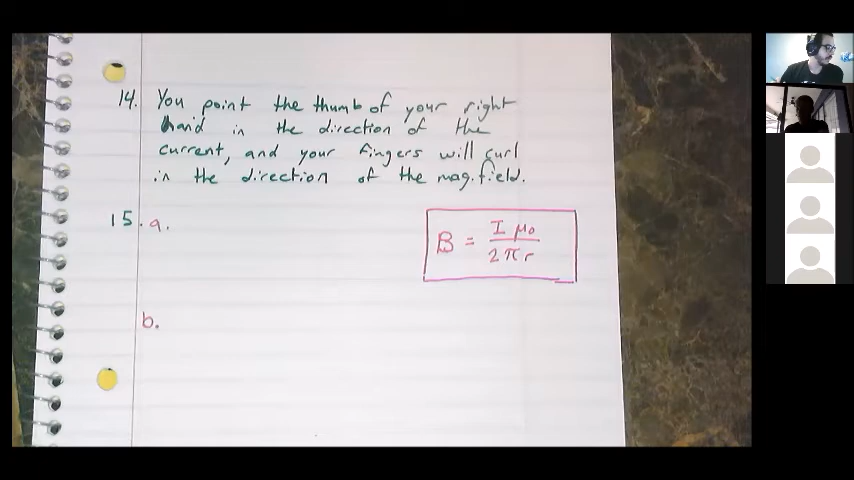 14. You point the thumb of your right
hand in the direction of the
current, and your fingers will curl
in the direction of the mag. field.
15. a.
B = I μ₀ / 2πr
b.